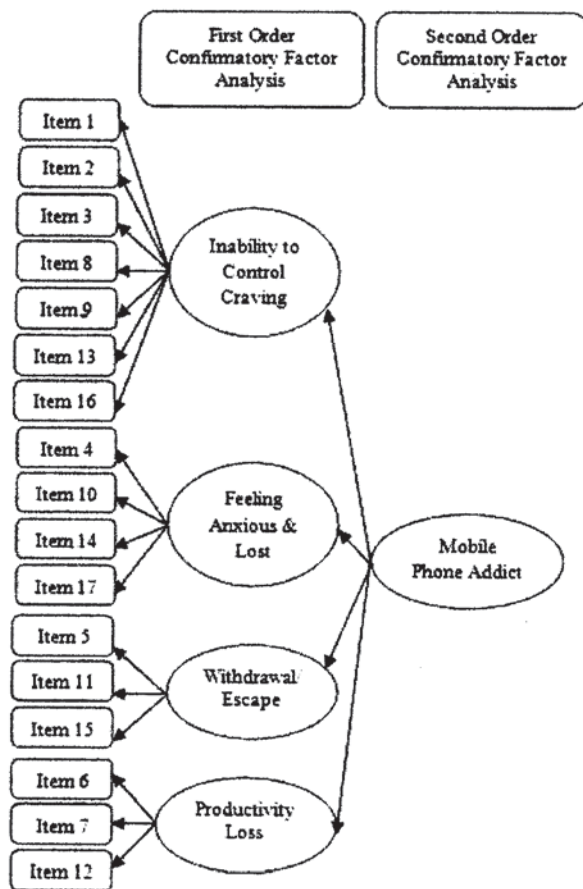 First Order
Confirmatory Factor
Analysis
Second Order
Confirmatory Factor
Analysis
Item 1
Item 2
Item 3
Item 8
Item 9
Item 13
Item 16
Inability to
Control
Craving
Item 4
Item 10
Item 14
Item 17
Feeling
Anxious &
Lost
Mobile
Phone Addict
Item 5
Item 11
Item 15
Withdrawal/
Escape
Item 6
Item 7
Item 12
Productivity
Loss